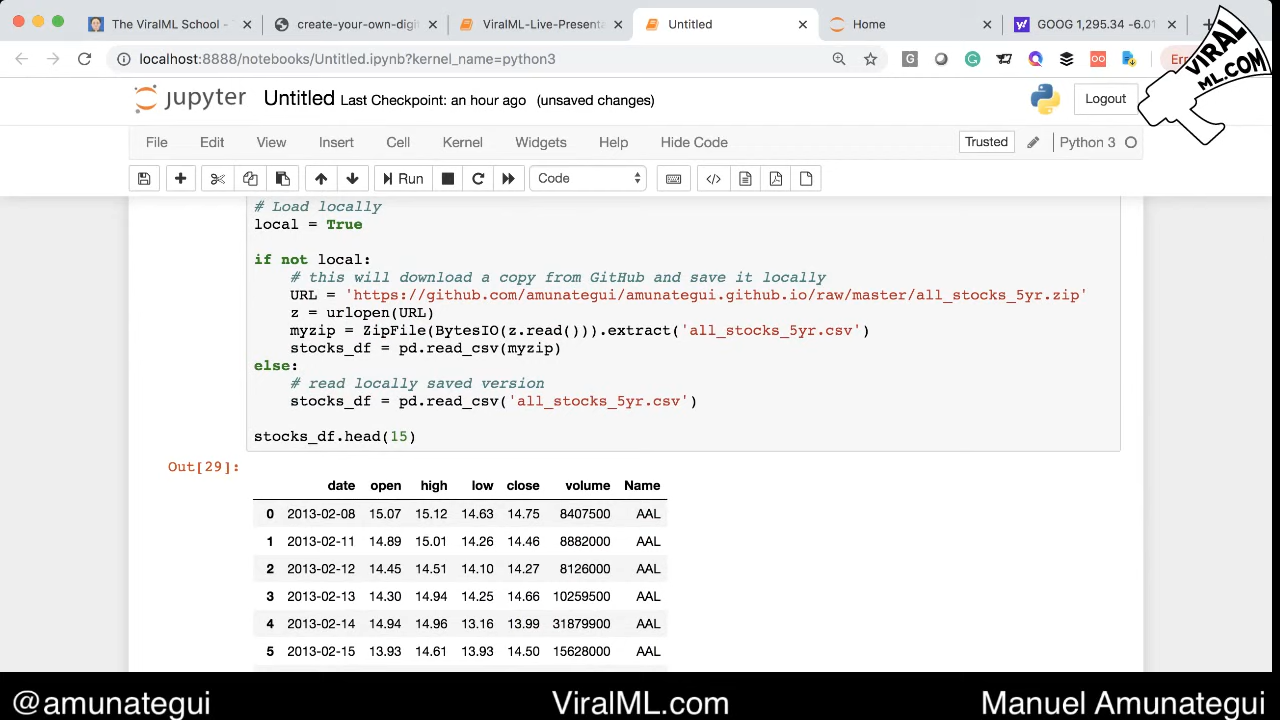 The ViralML School - T
create-your-own-digi
ViralML-Live-Presenta
Untitled
Home
GOOG 1,295.34 -6.01
localhost:8888/notebooks/Untitled.ipynb?kernel_name=python3
VIRAL
ML.COM
jupyter Untitled Last Checkpoint: an hour ago (unsaved changes)
Logout
File Edit View Insert Cell Kernel Widgets Help Hide Code
Trusted
Python 3
Run
Code
# Load locally
local = True
if not local:
# this will download a copy from GitHub and save it locally
URL = 'https://github.com/amunategui/amunategui.github.io/raw/master/all_stocks_5yr.zip'
z = urlopen(URL)
myzip = ZipFile(BytesIO(z.read())).extract('all_stocks_5yr.csv')
stocks_df = pd.read_csv(myzip)
else:
# read locally saved version
stocks_df = pd.read_csv('all_stocks_5yr.csv')
stocks_df.head(15)
Out[29]:
date open high low close volume Name
0 2013-02-08 15.07 15.12 14.63 14.75 8407500 AAL
1 2013-02-11 14.89 15.01 14.26 14.46 8882000 AAL
2 2013-02-12 14.45 14.51 14.10 14.27 8126000 AAL
3 2013-02-13 14.30 14.94 14.25 14.66 10259500 AAL
4 2013-02-14 14.94 14.96 13.16 13.99 31879900 AAL
5 2013-02-15 13.93 14.61 13.93 14.50 15628000 AAL
@amunategui ViralML.com Manuel Amunategui